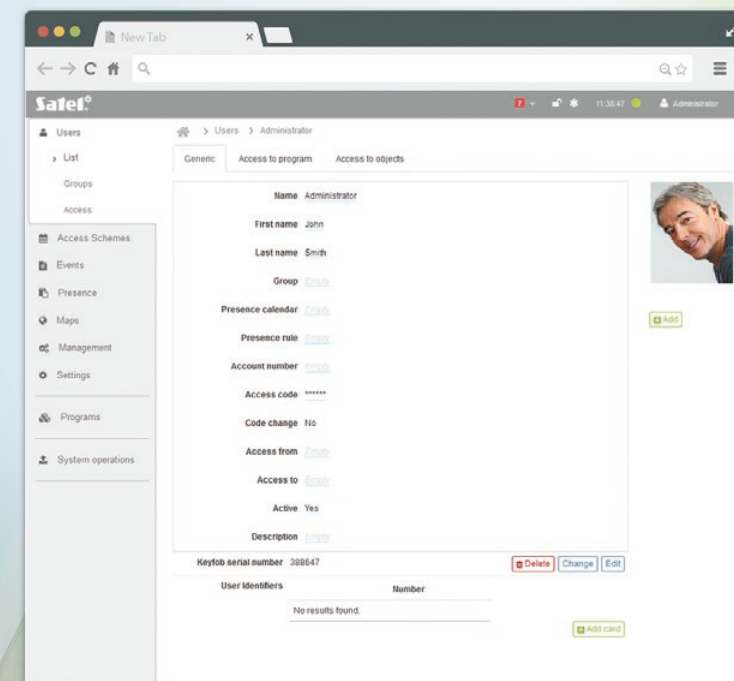 New Tab
Satel
7
11:38:47
Administrator
Users
List
Groups
Access
Access Schemes
Events
Presence
Maps
Management
Settings
Programs
System operations
> Users > Administrator
Generic Access to program Access to objects
Name Administrator
First name John
Last name Smith
Group Empty
Presence calendar Empty
Presence rule Empty
Account number Empty
Access code ******
Code change No
Access from Empty
Access to Empty
Active Yes
Description Empty
Add
Keyfob serial number 388647 Delete Change Edit
User Identifiers Number
No results found.
Add card